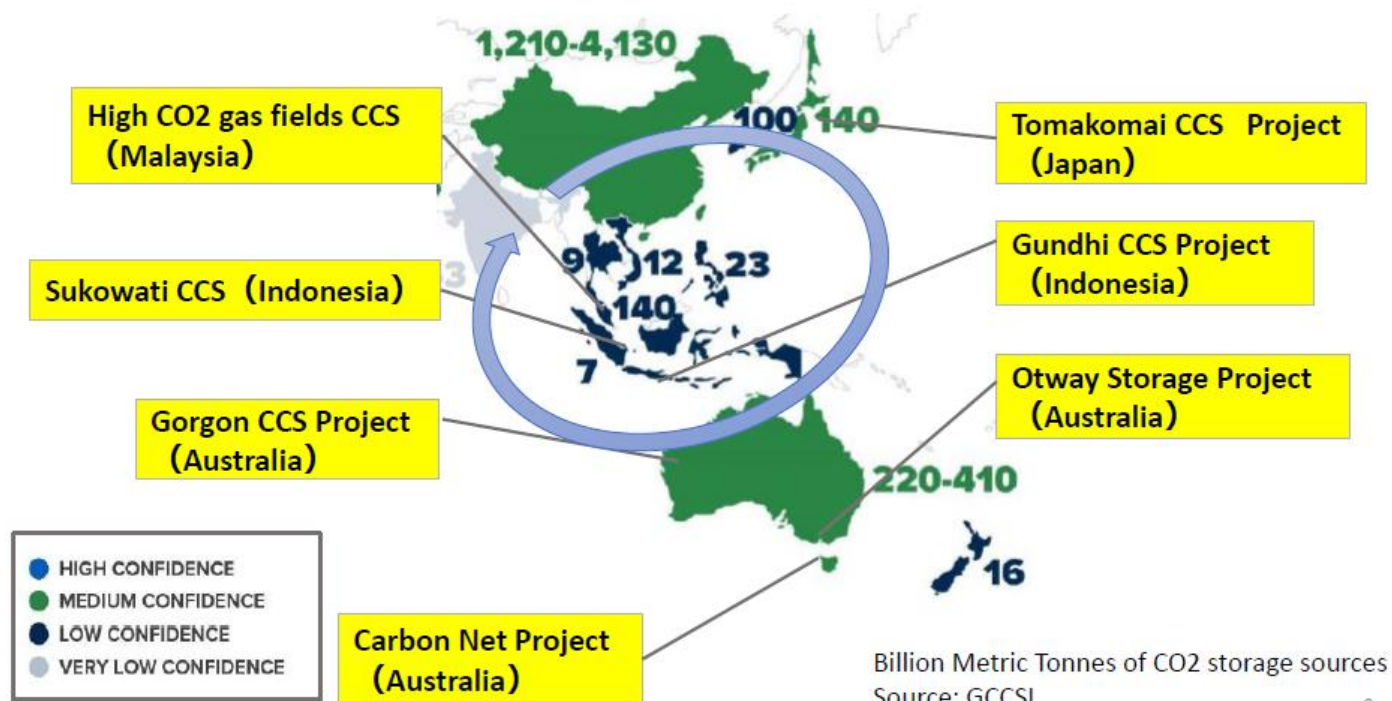 1,210-4,130
High CO2 gas fields CCS
（Malaysia)
100
140
Tomakomai CCS Project
（Japan）
Gundhi CCS Project
（Indonesia)
Sukowati CCS（Indonesia）
3
9
12
23
140
7
Otway Storage Project
（Australia）
Gorgon CCS Project
（Australia）
220-410
16
HIGH CONFIDENCE
MEDIUM CONFIDENCE
LOW CONFIDENCE
VERY LOW CONFIDENCE
Carbon Net Project
（Australia）
Billion Metric Tonnes of CO2 storage sources
Source: GCCSI